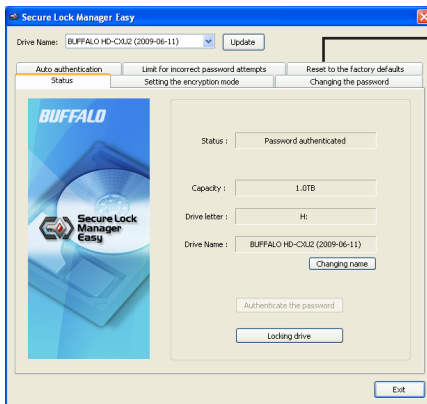 Secure Lock Manager Easy
Drive Name: BUFFALO HD-CXU2 (2009-06-11) Update
Auto authentication Limit for incorrect password attempts Reset to the factory defaults
Status Setting the encryption mode Changing the password
BUFFALO
Secure Lock
Manager
Easy
Status : Password authenticated
Capacity : 1.0TB
Drive letter : H:
Drive Name : BUFFALO HD-CXU2 (2009-06-11)
Changing name
Authenticate the password
Locking drive
Exit